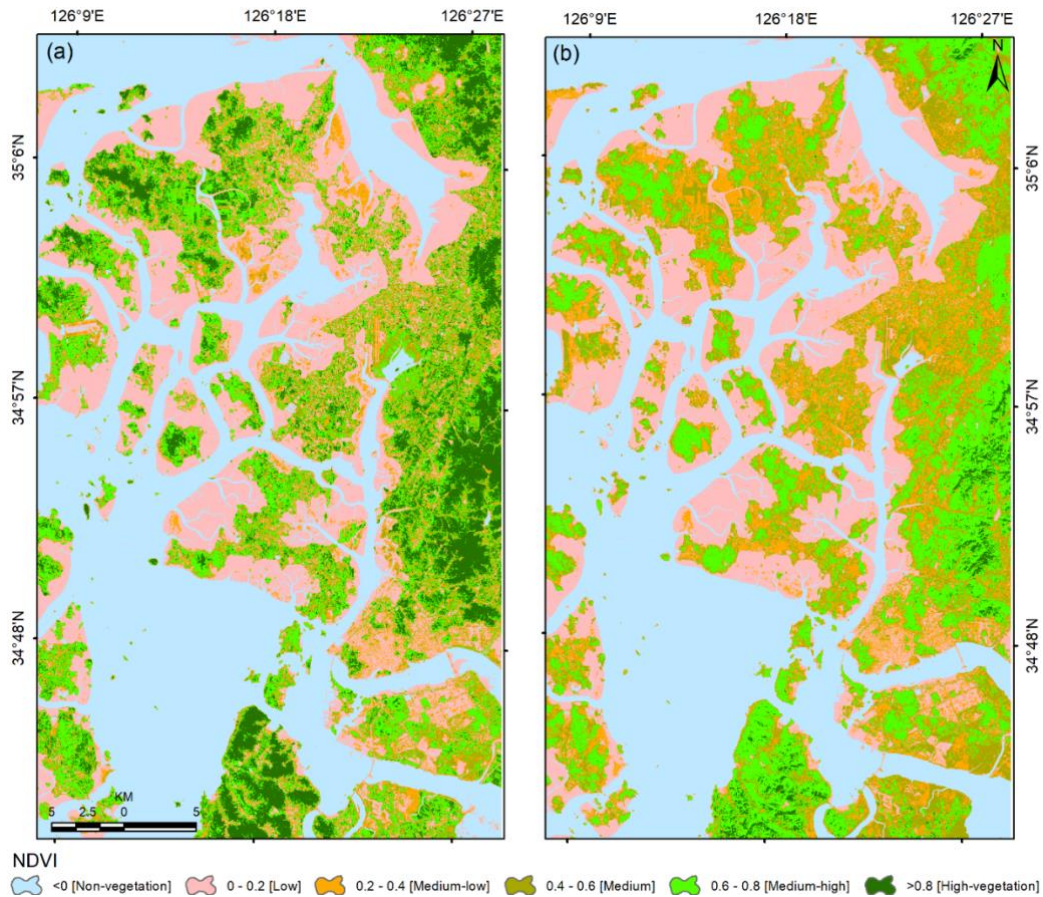 126°9'E 126°18'E 126°27'E 126°9'E 126°18'E 126°27'E
(a) (b) N
35°6'N 35°6'N
34°57'N 34°57'N
34°48'N 34°48'N
KM
5 2.5 0 5
NDVI
<0 [Non-vegetation] 0 - 0.2 [Low] 0.2 - 0.4 [Medium-low] 0.4 - 0.6 [Medium] 0.6 - 0.8 [Medium-high] >0.8 [High-vegetation]